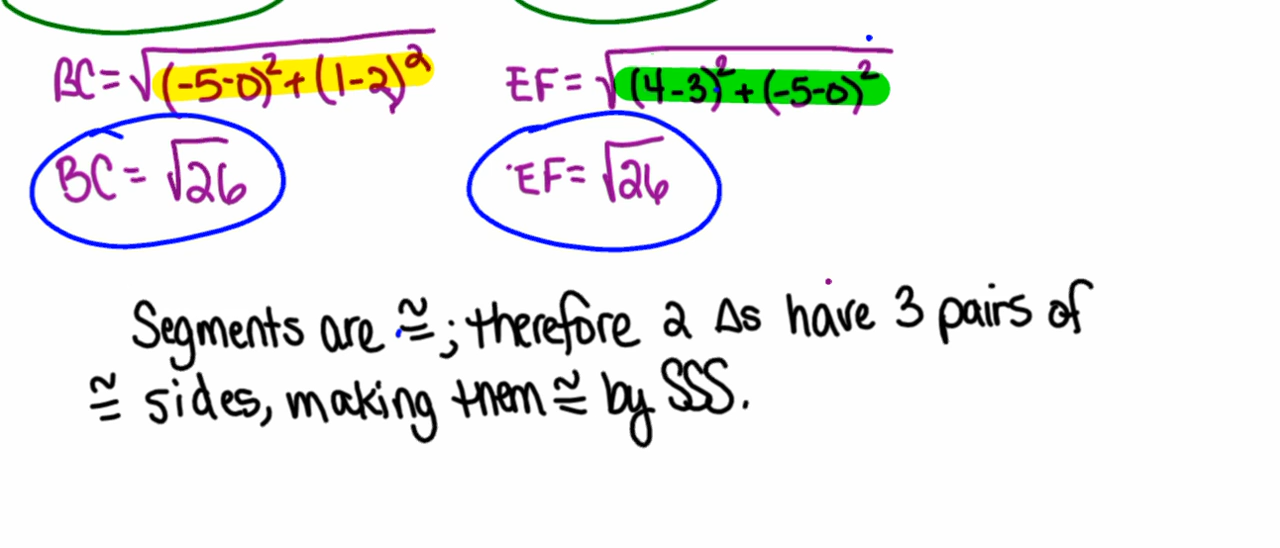 BC = √(-5-0)² + (1-2)² EF = √(4-3)² + (-5-0)²
BC = √26 EF = √26
Segments are ≅; therefore 2 Δs have 3 pairs of
≅ sides, making them ≅ by SSS.